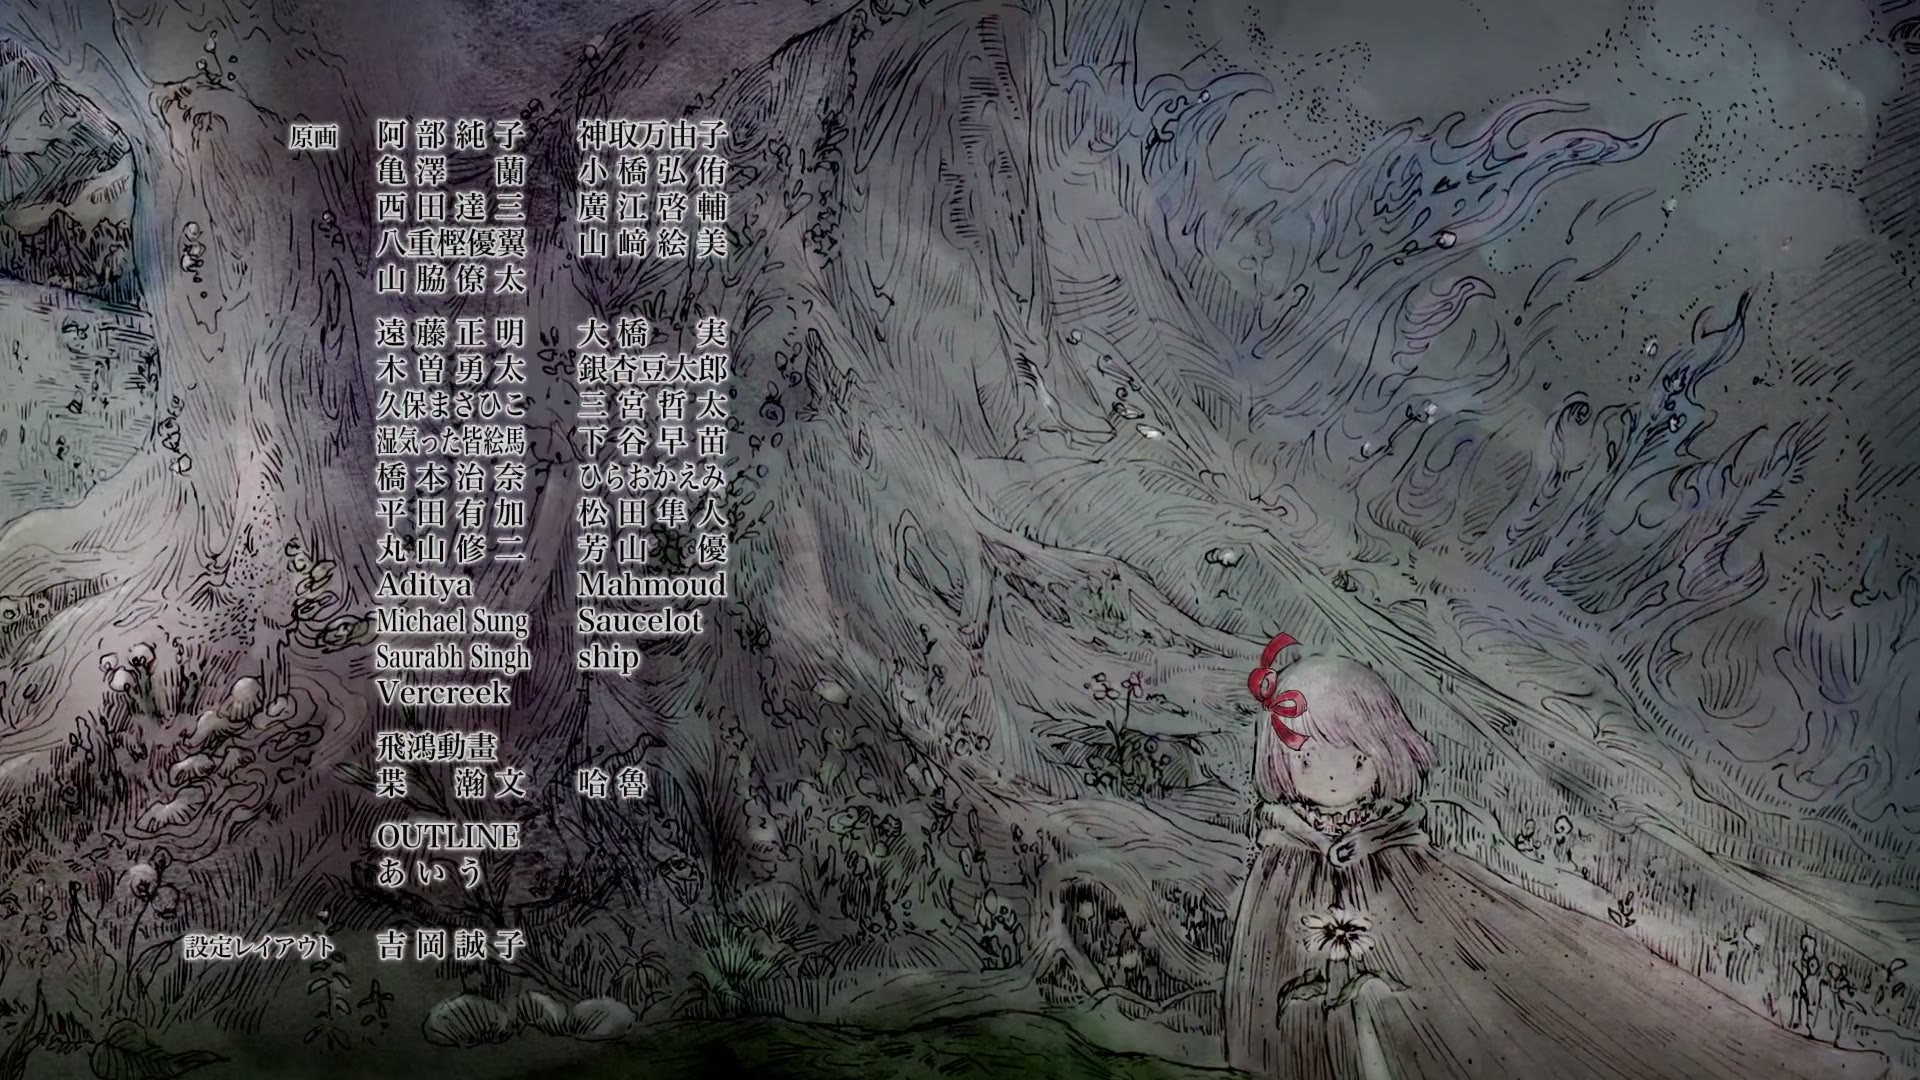 原画 阿部純子 神取万由子
亀澤蘭 小橋弘侑
西田達三 廣江啓輔
八重樫優翼 山﨑絵美
山脇僚太
遠藤正明 大橋実
木曽勇太 銀杏豆太郎
久保まさひこ 三宮哲太
湿気った皆絵馬 下谷早苗
橋本治奈 ひらおかえみ
平田有加 松田隼人
丸山修二 芳山優
Aditya Mahmoud
Michael Sung Saucelot
Saurabh Singh ship
Vercreek
飛鴻動畫
瀚文 哈魯
OUTLINE
あいう
設定レイアウト 吉岡誠子